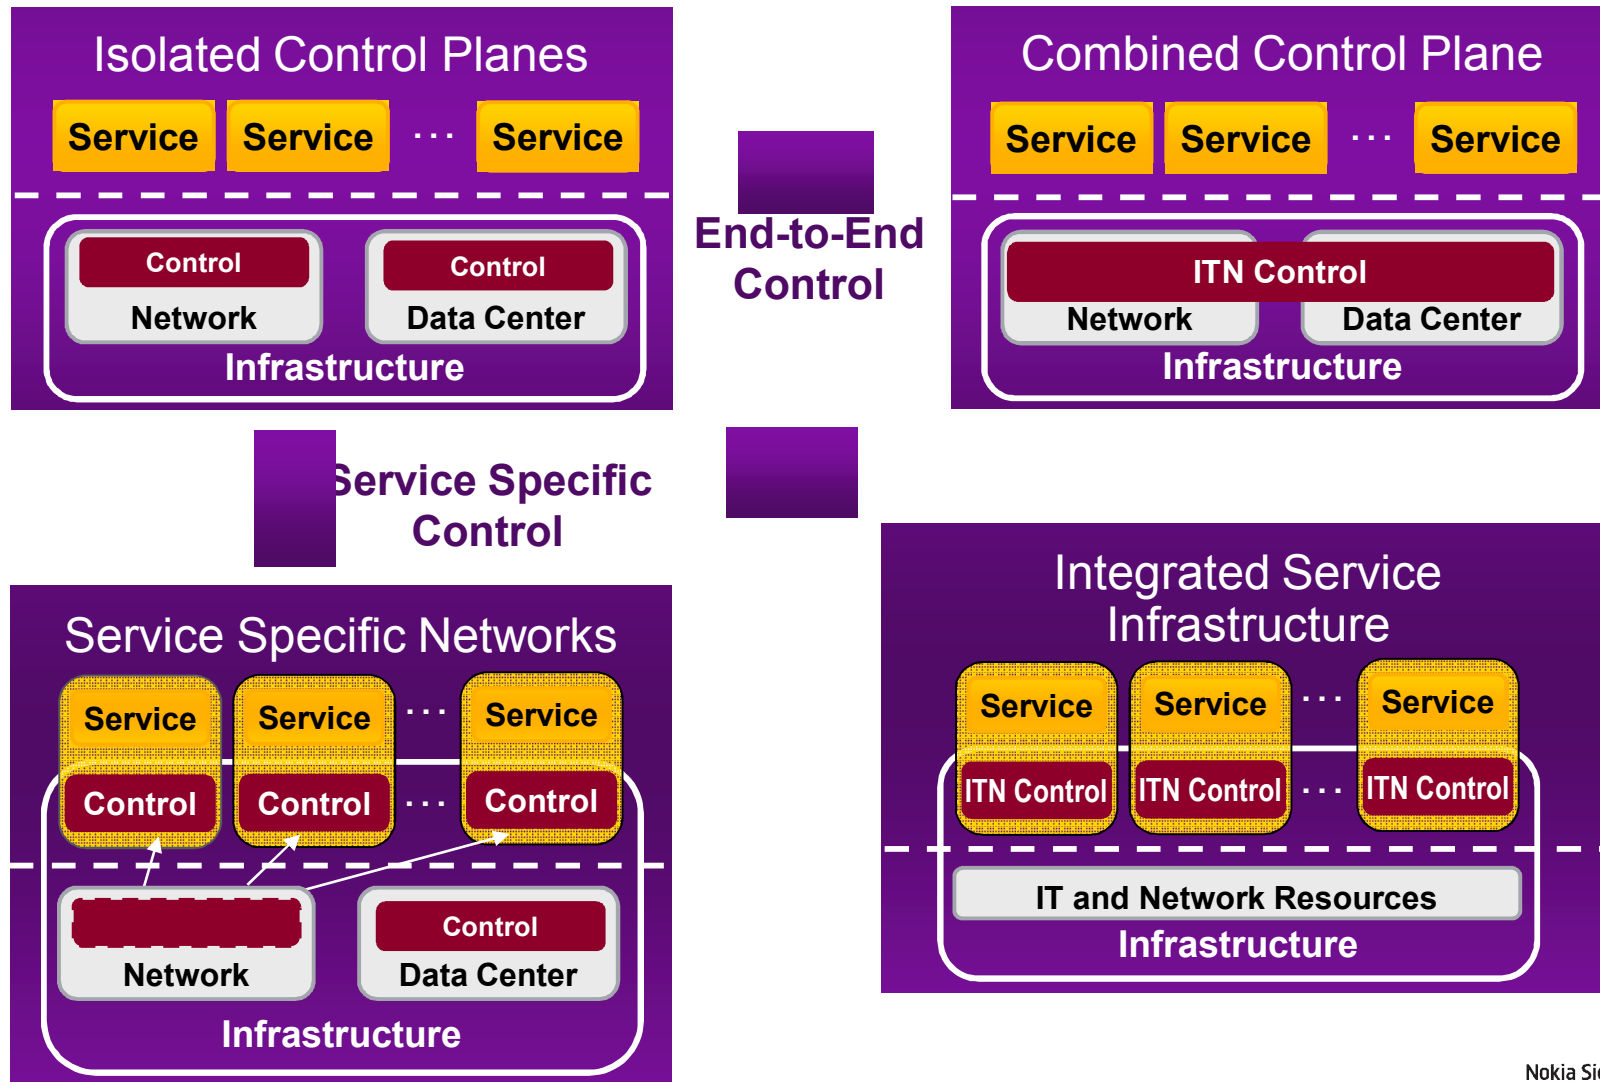 Isolated Control Planes
Service Service ... Service
Control Control
Network Data Center
Infrastructure
End-to-End
Control
Combined Control Plane
Service Service ... Service
ITN Control
Network Data Center
Infrastructure
Service Specific
Control
Service Specific Networks
Service Service ... Service
Control Control ... Control
Control
Network Data Center
Infrastructure
Integrated Service
Infrastructure
Service Service ... Service
ITN Control ITN Control ... ITN Control
IT and Network Resources
Infrastructure
Nokia Sie